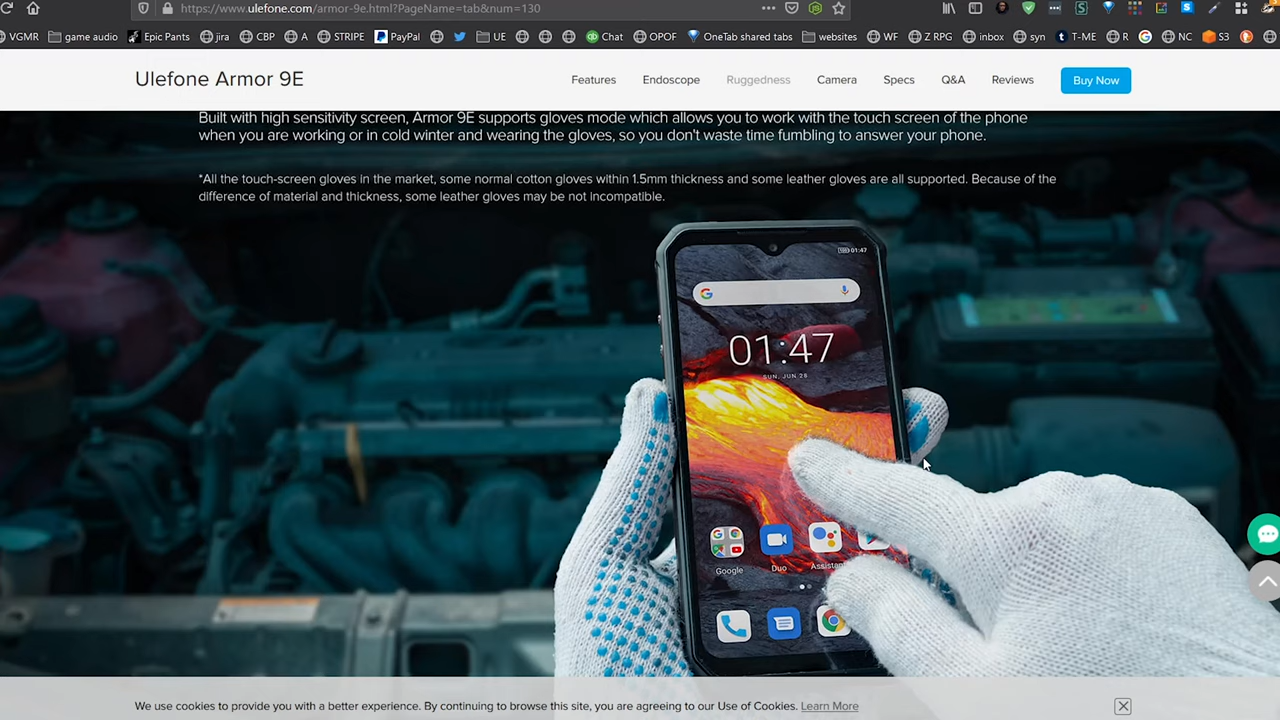 https://www.ulefone.com/armor-9e.html?PageName=tab&num=130
VGMR game audio Epic Pants jira CBP A STRIPE PayPal UE Chat OPOF OneTab shared tabs websites WF Z RPG inbox syn T-ME R NC S3
Ulefone Armor 9E
Features Endoscope Ruggedness Camera Specs Q&A Reviews Buy Now
Built with high sensitivity screen, Armor 9E supports gloves mode which allows you to work with the touch screen of the phone
when you are working or in cold winter and wearing the gloves, so you don't waste time fumbling to answer your phone.
*All the touch-screen gloves in the market, some normal cotton gloves within 1.5mm thickness and some leather gloves are all supported. Because of the
difference of material and thickness, some leather gloves may be not incompatible.
01:47
01:47
SUN, JUN 28
Google Duo Assistant
We use cookies to provide you with a better experience. By continuing to browse this site, you are agreeing to our Use of Cookies. Learn More